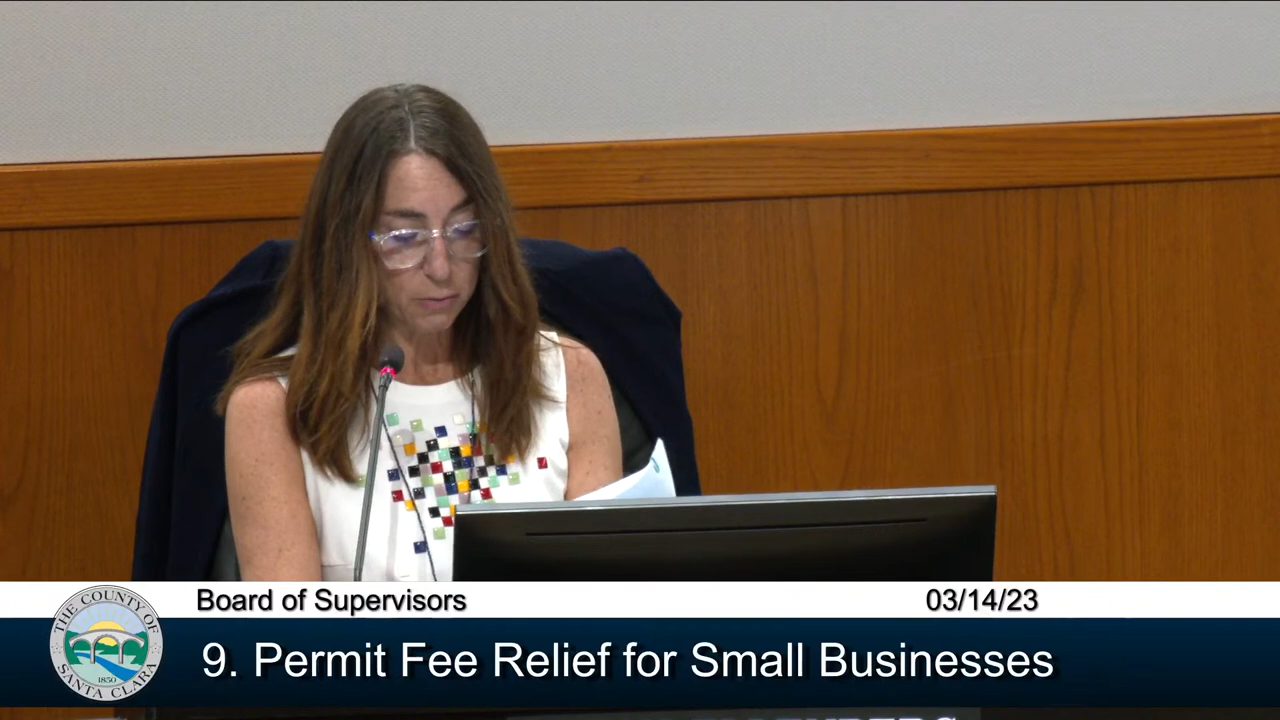 Board of Supervisors
03/14/23
9. Permit Fee Relief for Small Businesses
THE COUNTY OF
SANTA CLARA
1850